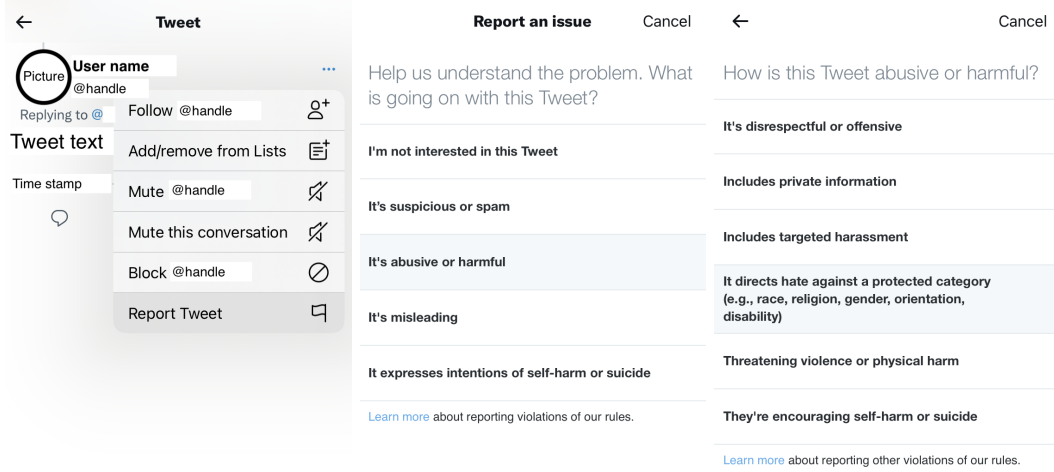 Tweet
Picture
User name
@handle
Replying to @
Tweet text
Time stamp
Follow @handle
Add/remove from Lists
Mute @handle
Mute this conversation
Block @handle
Report Tweet
Report an issue
Cancel
Help us understand the problem. What
is going on with this Tweet?
I'm not interested in this Tweet
It's suspicious or spam
It's abusive or harmful
It's misleading
It expresses intentions of self-harm or suicide
Learn more about reporting violations of our rules.
Cancel
How is this Tweet abusive or harmful?
It's disrespectful or offensive
Includes private information
Includes targeted harassment
It directs hate against a protected category
(e.g., race, religion, gender, orientation,
disability)
Threatening violence or physical harm
They're encouraging self-harm or suicide
Learn more about reporting other violations of our rules.